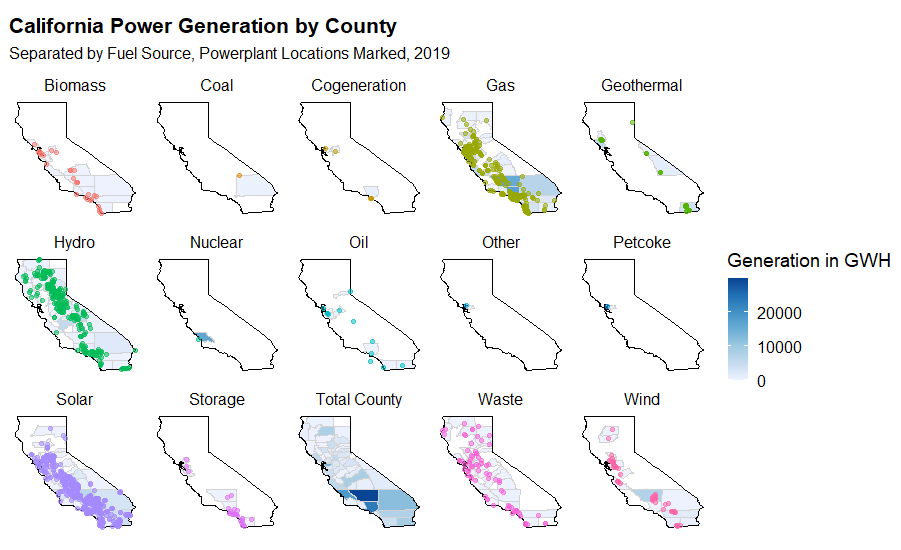 California Power Generation by County
Separated by Fuel Source, Powerplant Locations Marked, 2019
Biomass
Coal
Cogeneration
Gas
Geothermal
Hydro
Nuclear
Oil
Other
Petcoke
Generation in GWH
20000
10000
0
Solar
Storage
Total County
Waste
Wind